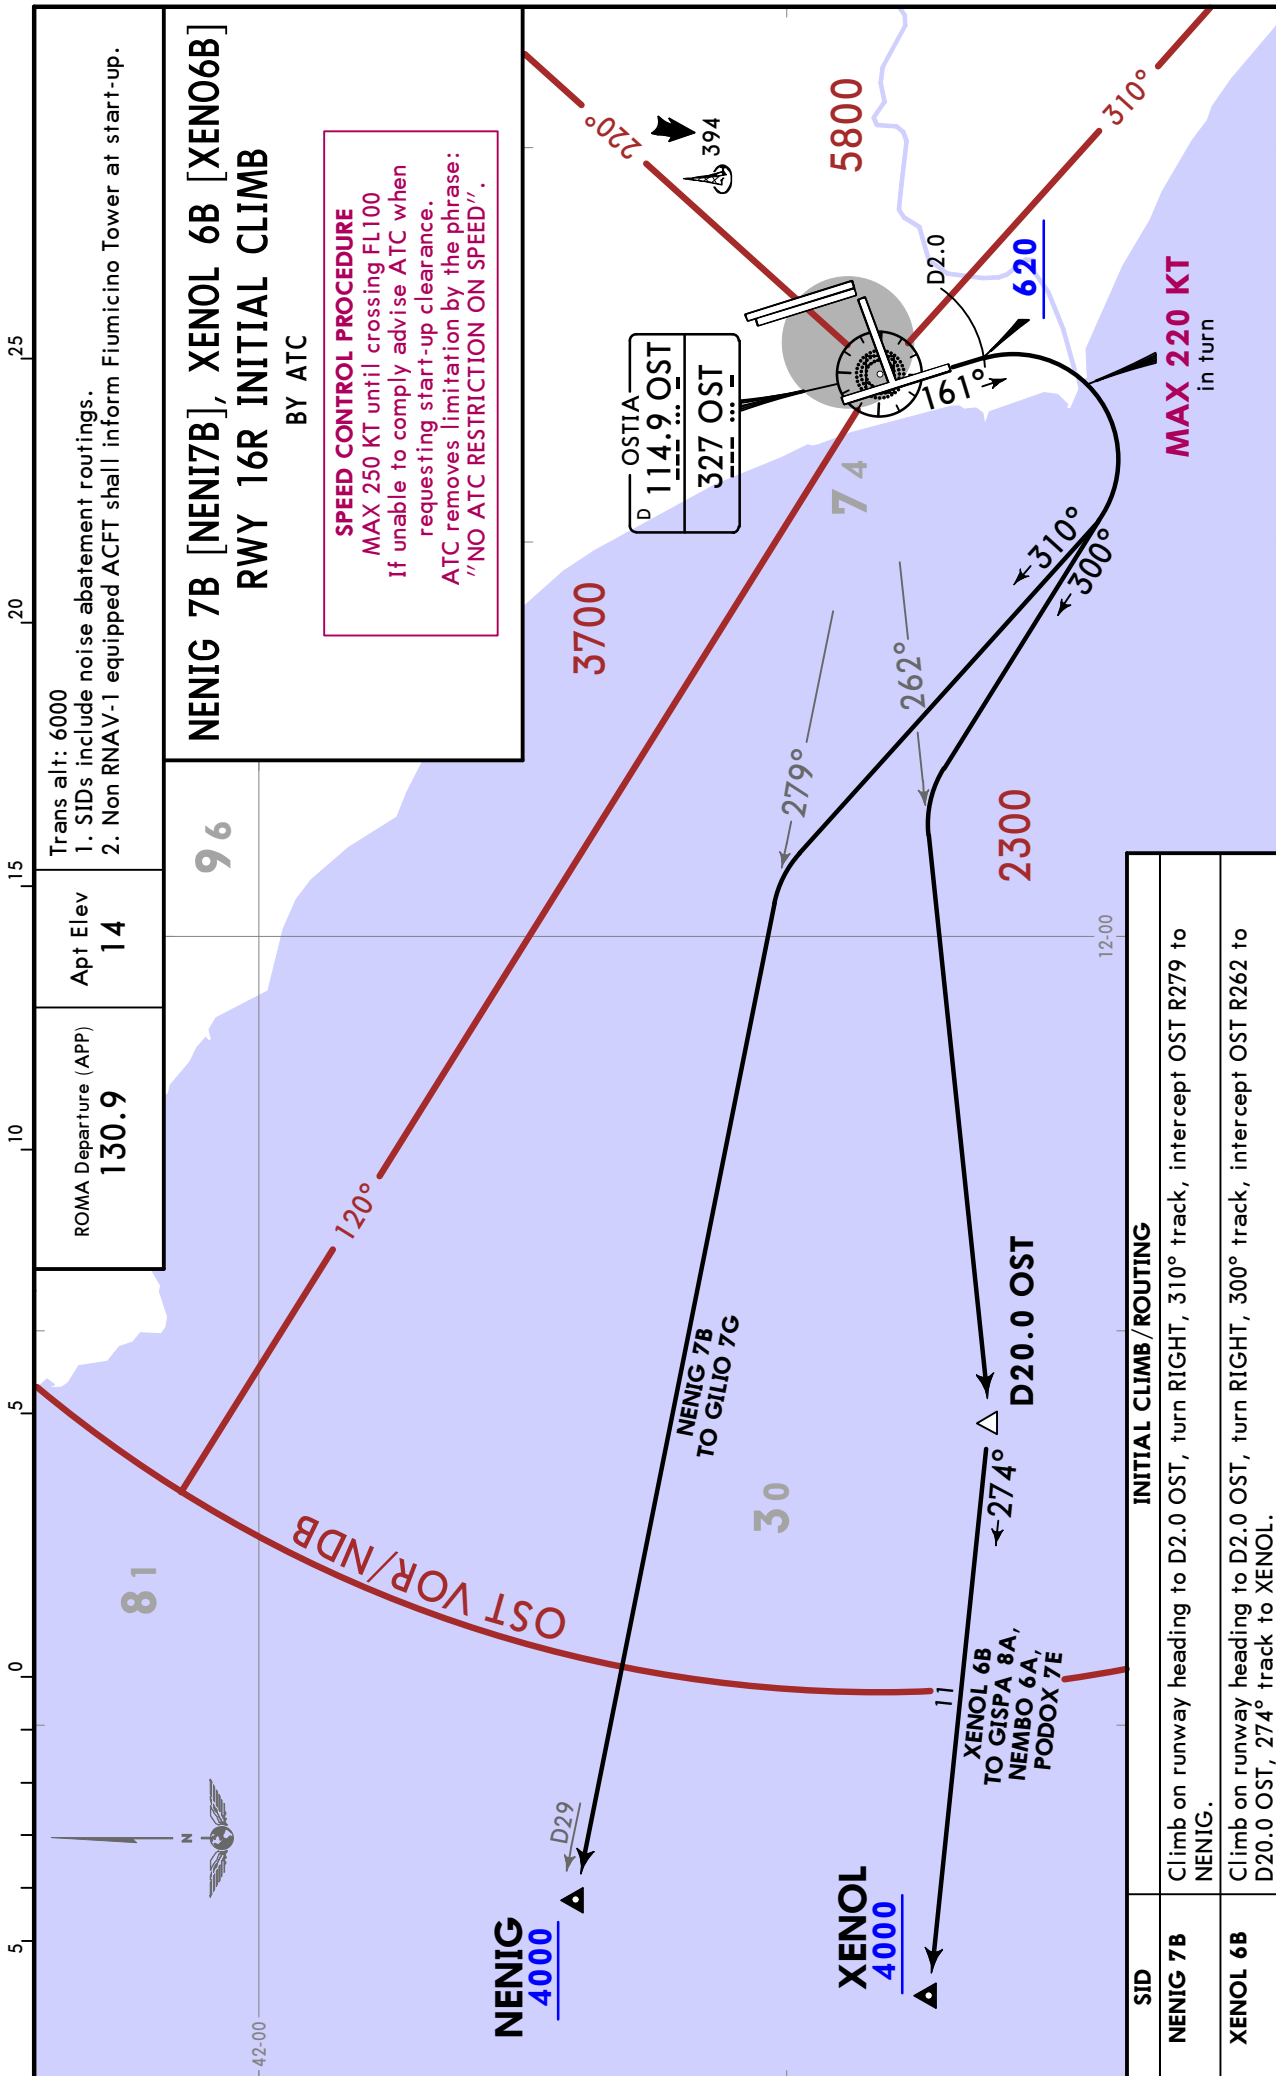 ROMA Departure (APP)
130.9
Apt Elev
14
Trans alt: 6000
1. SIDs include noise abatement routings.
2. Non RNAV-1 equipped ACFT shall inform Fiumicino Tower at start-up.
NENIG 7B [NENI7B], XENOL 6B [XENO6B]
RWY 16R INITIAL CLIMB
BY ATC
SPEED CONTROL PROCEDURE
MAX 250 KT until crossing FL100
If unable to comply advise ATC when
requesting start-up clearance.
ATC removes limitation by the phrase:
"NO ATC RESTRICTION ON SPEED".
5
0
5
10
15
20
25
N
42-00
12-00
81
96
30
74
3700
5800
2300
120°
220°
310°
OST VOR/NDB
394
OSTIA
D 114.9 OST
327 OST
D2.0
620
161°
MAX 220 KT
in turn
310°
300°
279°
262°
NENIG 7B
TO GILIO 7G
D29
NENIG
4000
D20.0 OST
274°
11
XENOL 6B
TO GISPA 8A,
NEMBO 6A,
PODOX 7E
XENOL
4000
SID
INITIAL CLIMB/ROUTING
NENIG 7B
Climb on runway heading to D2.0 OST, turn RIGHT, 310° track, intercept OST R279 to
NENIG.
XENOL 6B
Climb on runway heading to D2.0 OST, turn RIGHT, 300° track, intercept OST R262 to
D20.0 OST, 274° track to XENOL.